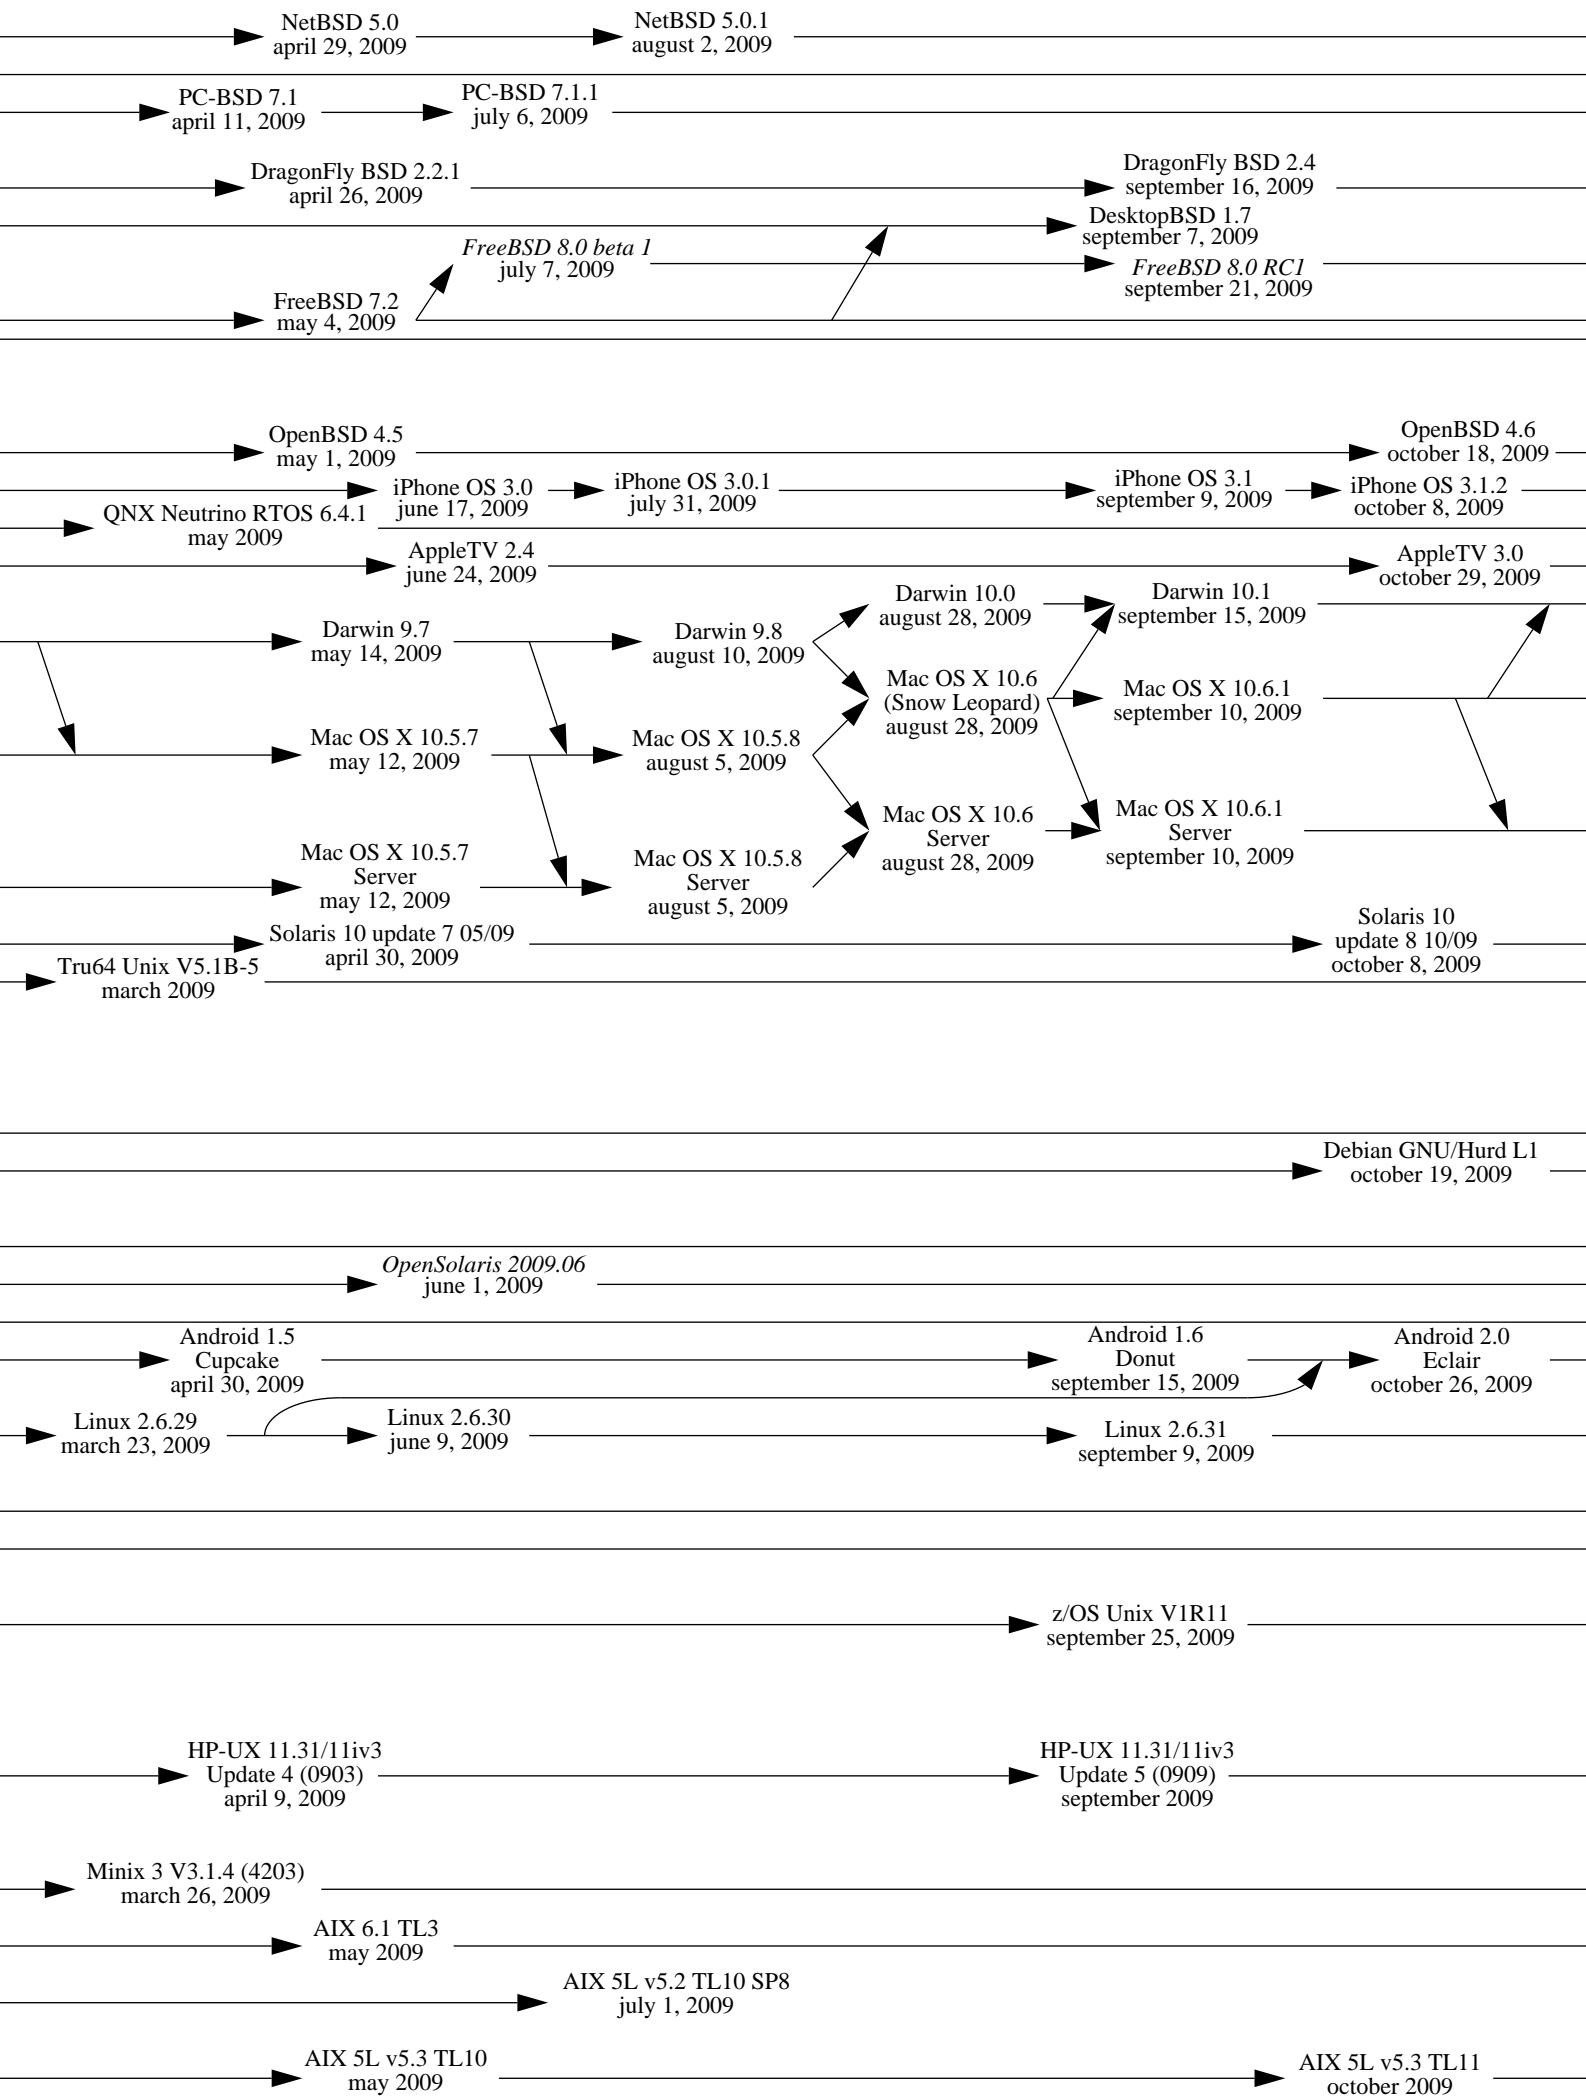 NetBSD 5.0
april 29, 2009
NetBSD 5.0.1
august 2, 2009
PC-BSD 7.1
april 11, 2009
PC-BSD 7.1.1
july 6, 2009
DragonFly BSD 2.2.1
april 26, 2009
DragonFly BSD 2.4
september 16, 2009
DesktopBSD 1.7
september 7, 2009
FreeBSD 8.0 beta 1
july 7, 2009
FreeBSD 8.0 RC1
september 21, 2009
FreeBSD 7.2
may 4, 2009
OpenBSD 4.5
may 1, 2009
OpenBSD 4.6
october 18, 2009
iPhone OS 3.0
june 17, 2009
iPhone OS 3.0.1
july 31, 2009
iPhone OS 3.1
september 9, 2009
iPhone OS 3.1.2
october 8, 2009
QNX Neutrino RTOS 6.4.1
may 2009
AppleTV 2.4
june 24, 2009
AppleTV 3.0
october 29, 2009
Darwin 10.0
august 28, 2009
Darwin 10.1
september 15, 2009
Darwin 9.7
may 14, 2009
Darwin 9.8
august 10, 2009
Mac OS X 10.6
(Snow Leopard)
august 28, 2009
Mac OS X 10.6.1
september 10, 2009
Mac OS X 10.5.7
may 12, 2009
Mac OS X 10.5.8
august 5, 2009
Mac OS X 10.6
Server
august 28, 2009
Mac OS X 10.6.1
Server
september 10, 2009
Mac OS X 10.5.7
Server
may 12, 2009
Mac OS X 10.5.8
Server
august 5, 2009
Solaris 10 update 7 05/09
april 30, 2009
Solaris 10
update 8 10/09
october 8, 2009
Tru64 Unix V5.1B-5
march 2009
Debian GNU/Hurd L1
october 19, 2009
OpenSolaris 2009.06
june 1, 2009
Android 1.5
Cupcake
april 30, 2009
Android 1.6
Donut
september 15, 2009
Android 2.0
Eclair
october 26, 2009
Linux 2.6.29
march 23, 2009
Linux 2.6.30
june 9, 2009
Linux 2.6.31
september 9, 2009
z/OS Unix V1R11
september 25, 2009
HP-UX 11.31/11iv3
Update 4 (0903)
april 9, 2009
HP-UX 11.31/11iv3
Update 5 (0909)
september 2009
Minix 3 V3.1.4 (4203)
march 26, 2009
AIX 6.1 TL3
may 2009
AIX 5L v5.2 TL10 SP8
july 1, 2009
AIX 5L v5.3 TL10
may 2009
AIX 5L v5.3 TL11
october 2009